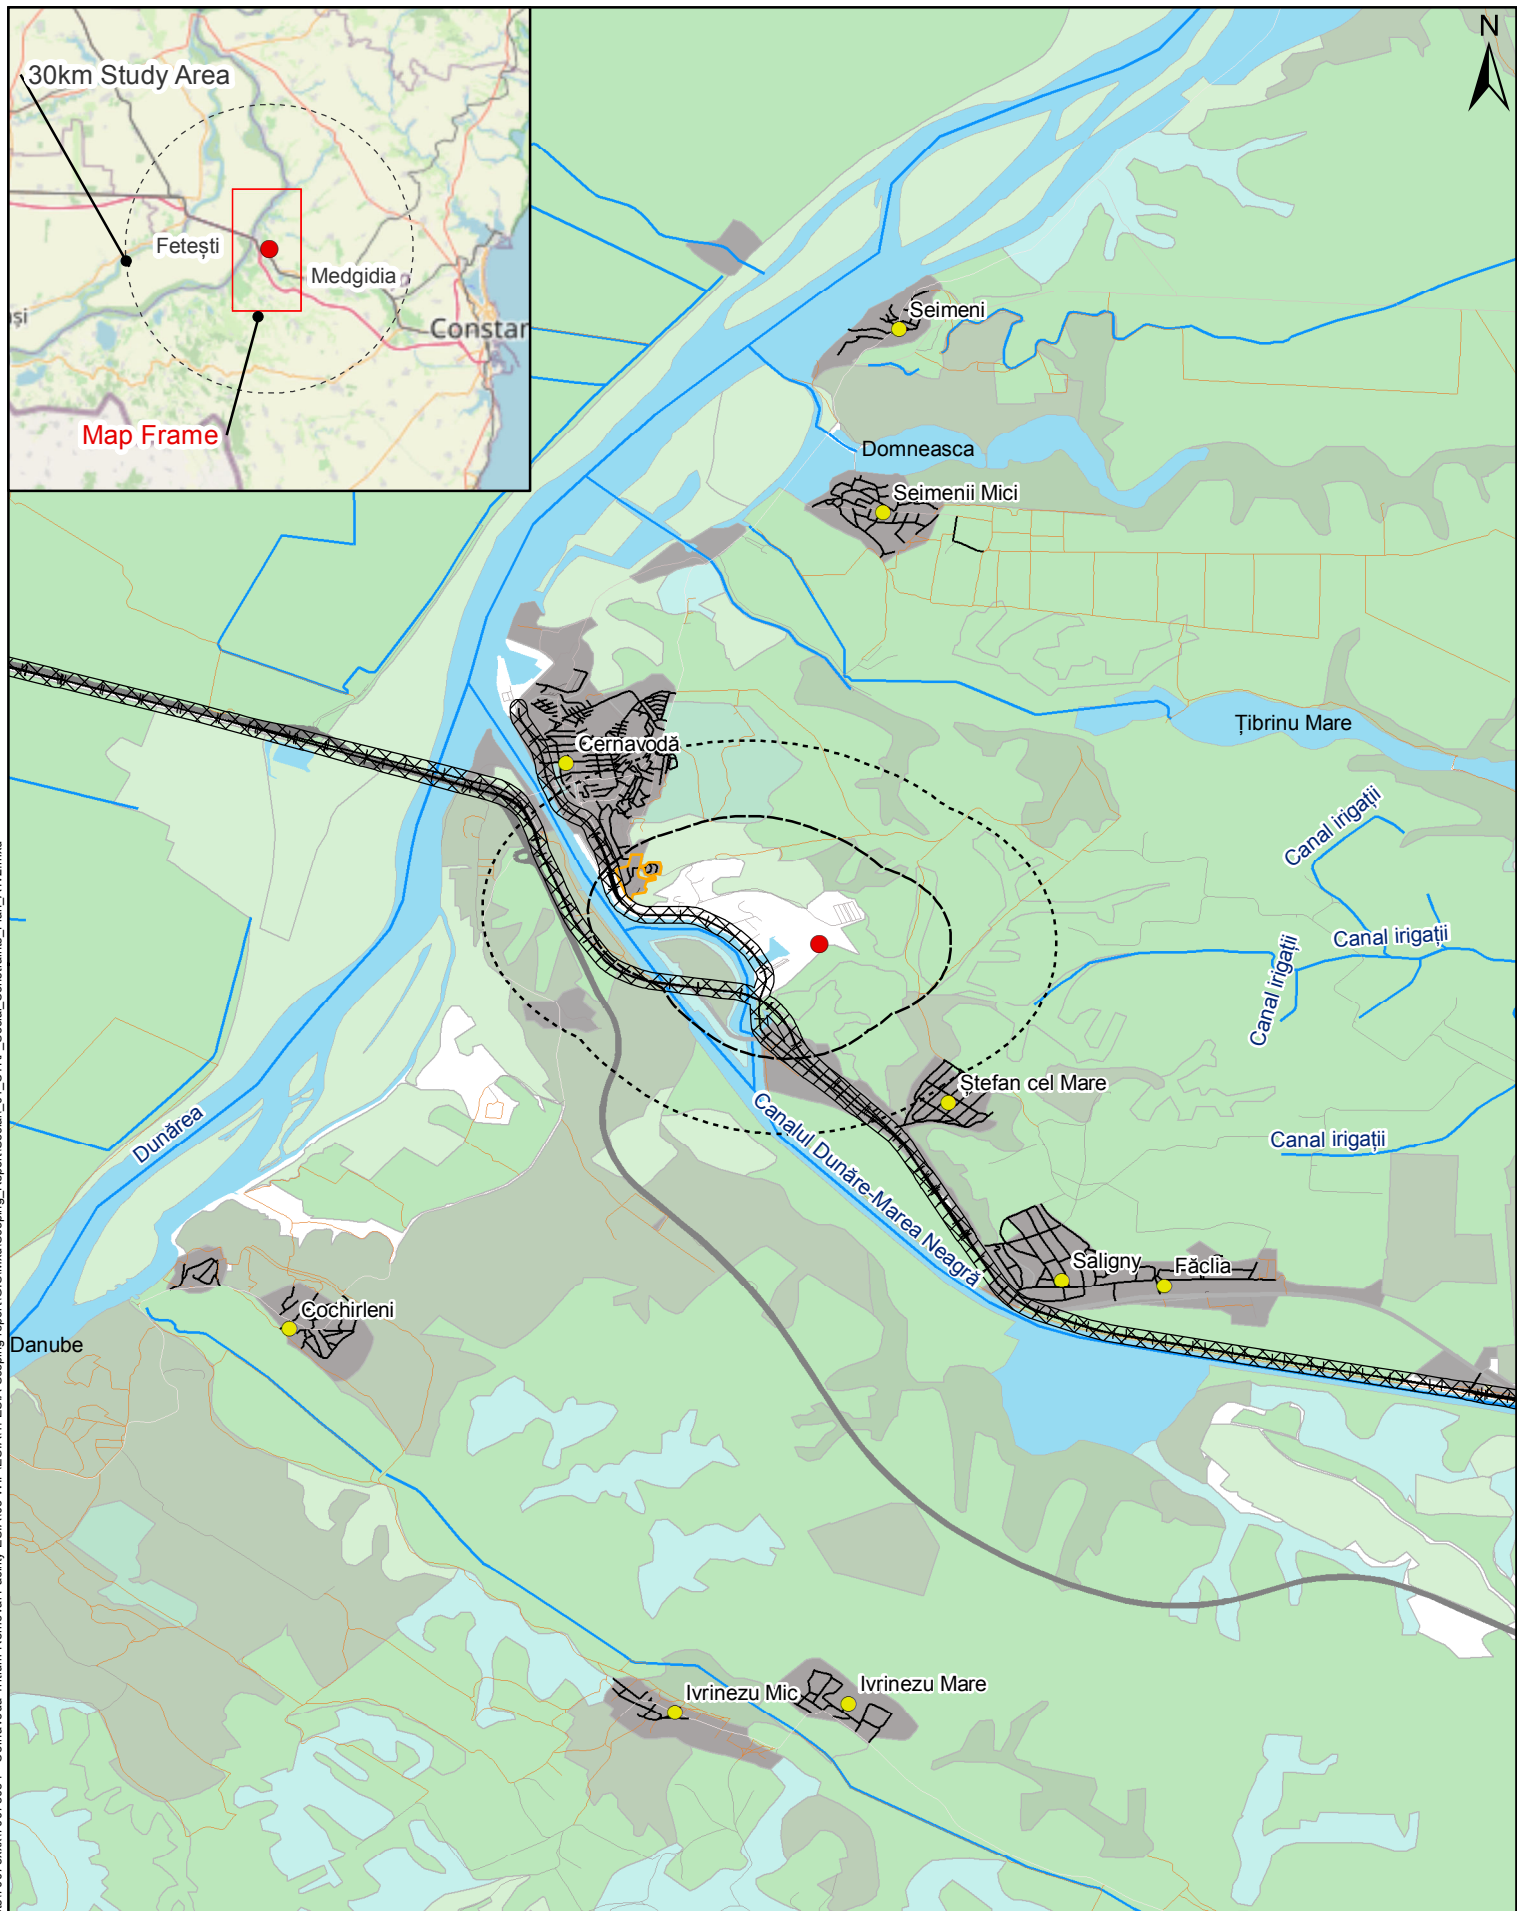 30km Study Area
N
Fetești
Medgidia
Constar
Map Frame
Seimeni
Domneasca
Seimenii Mici
Țibrinu Mare
Cernavodă
Canal irigații
Canal irigații
Canal irigații
Ștefan cel Mare
Canal irigații
Dunărea
Canalul Dunăre-Marea Neagră
Saligny
Făclia
Cochirleni
Danube
Ivrinezu Mic
Ivrinezu Mare